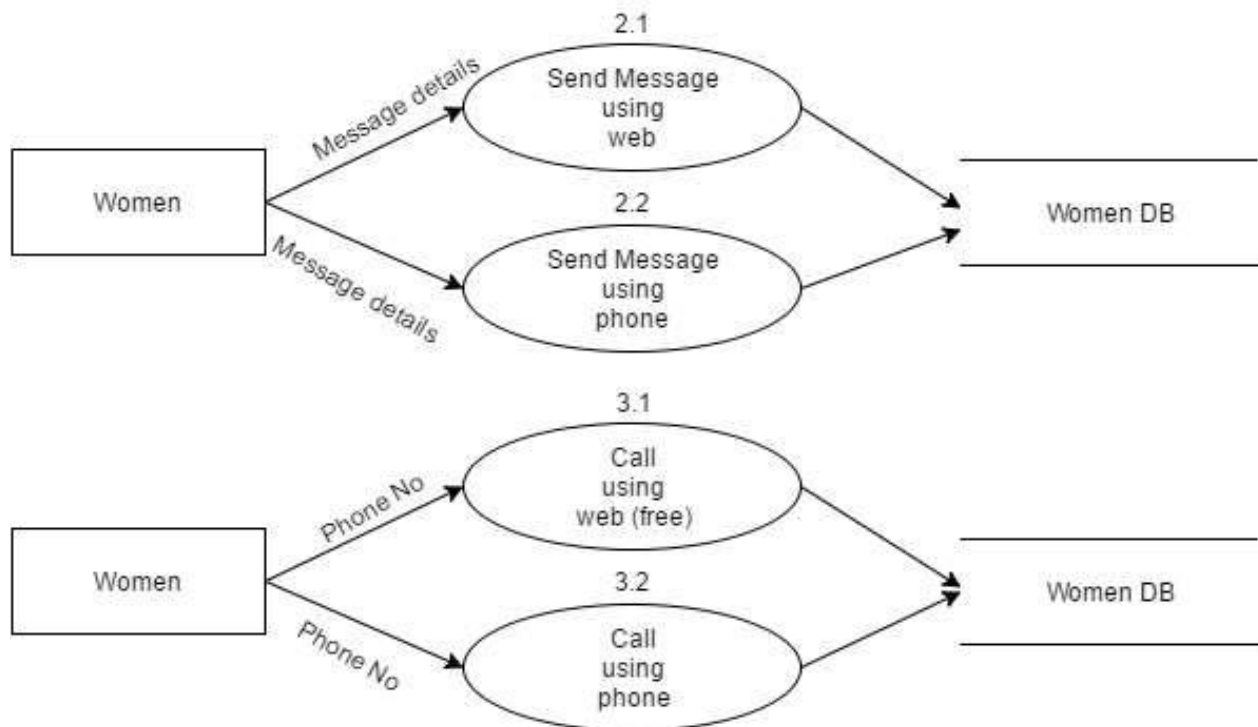 2.1
Send Message
using
web
Message details
Women
2.2
Send Message
using
phone
Message details
Women DB
3.1
Call
using
web (free)
Phone No
Women
3.2
Call
using
phone
Phone No
Women DB